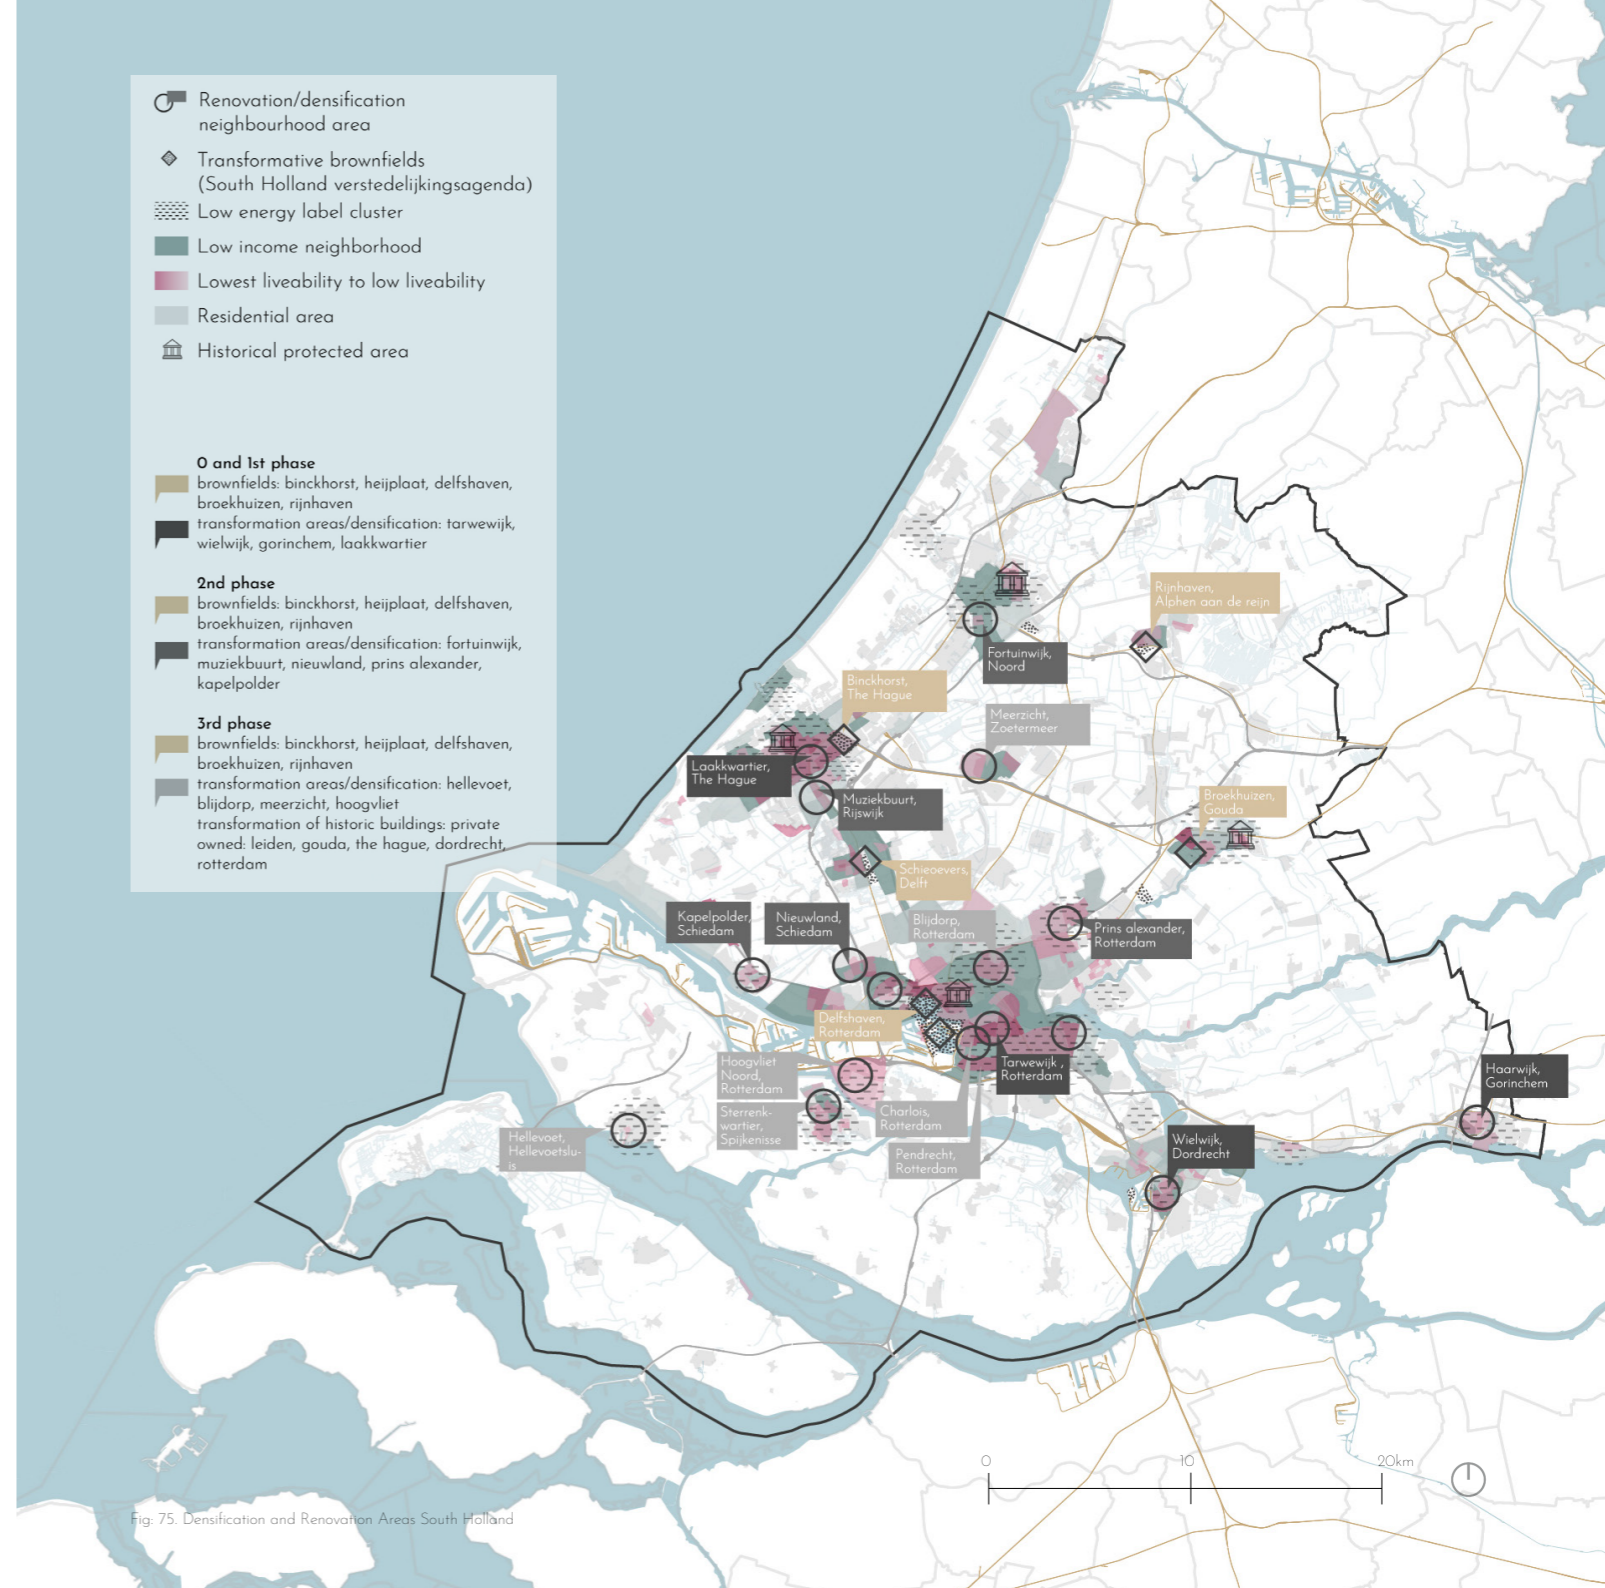 Renovation/densification
neighbourhood area
Transformative brownfields
(South Holland verstedelijkingsagenda)
Low energy label cluster
Low income neighborhood
Lowest liveability to low liveability
Residential area
Historical protected area
0 and 1st phase
brownfields: binckhorst, heijplaat, delfshaven,
broekhuizen, rijnhaven
transformation areas/densification: tarwewijk,
wielwijk, gorinchem, laakkwartier
2nd phase
brownfields: binckhorst, heijplaat, delfshaven,
broekhuizen, rijnhaven
transformation areas/densification: fortuinwijk,
muziekbuurt, nieuwland, prins alexander,
kapelpolder
3rd phase
brownfields: binckhorst, heijplaat, delfshaven,
broekhuizen, rijnhaven
transformation areas/densification: hellevoet,
blijdorp, meerzicht, hoogvliet
transformation of historic buildings: private
owned: leiden, gouda, the hague, dordrecht,
rotterdam
Rijnhaven,
Alphen aan de reijn
Fortuinwijk,
Noord
Binckhorst,
The Hague
Meerzicht,
Zoetermeer
Laakkwartier,
The Hague
Muziekbuurt,
Rijswijk
Broekhuizen,
Gouda
Schieoevers,
Delft
Kapelpolder,
Schiedam
Nieuwland,
Schiedam
Blijdorp,
Rotterdam
Prins alexander,
Rotterdam
Delfshaven,
Rotterdam
Hoogvliet
Noord,
Rotterdam
Tarwewijk ,
Rotterdam
Haarwijk,
Gorinchem
Sterrenk-
wartier,
Spijkenisse
Charlois,
Rotterdam
Hellevoet,
Hellevoetslu-
is
Pendrecht,
Rotterdam
Wielwijk,
Dordrecht
0
10
20km
Fig: 75. Densification and Renovation Areas South Holland